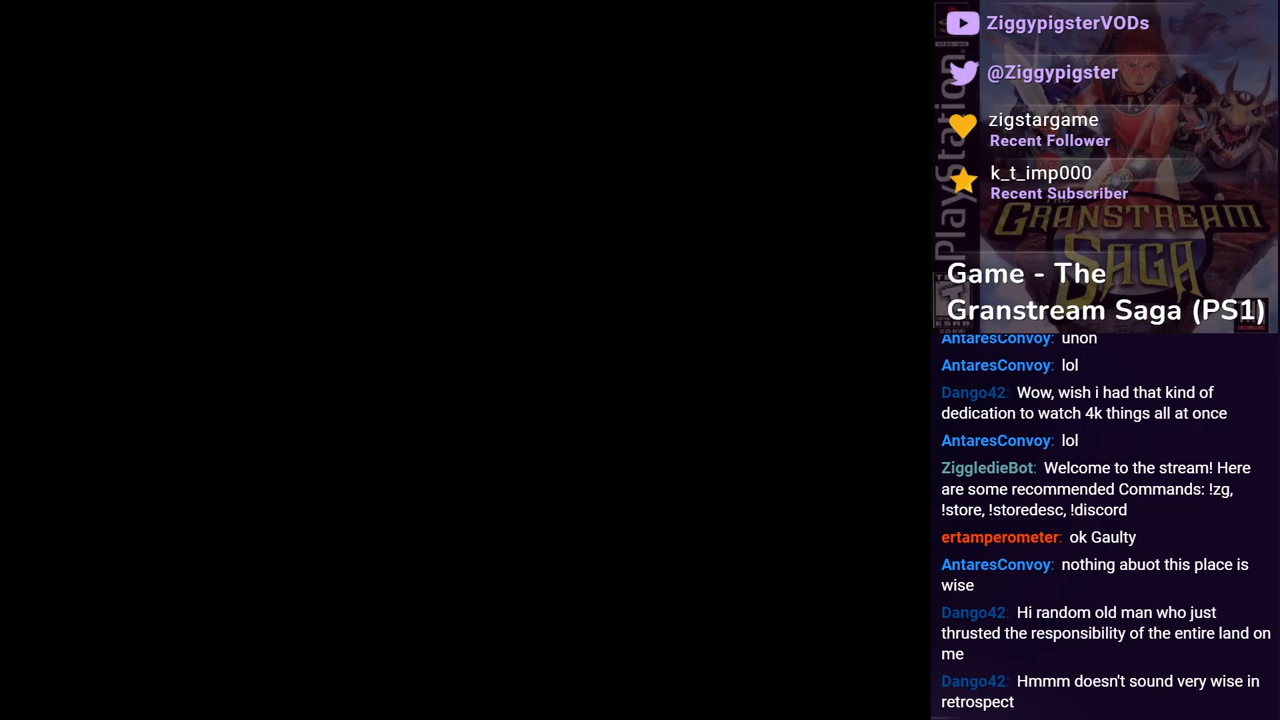 ZiggypigsterVODs
@Ziggypigster
zigstargame
Recent Follower
k_t_imp000
Recent Subscriber
PlayStation
THE
GRANSTREAM
SAGA
Game - The
Granstream Saga (PS1)
AntaresConvoy: unon
AntaresConvoy: lol
Dango42: Wow, wish i had that kind of
dedication to watch 4k things all at once
AntaresConvoy: lol
ZiggledieBot: Welcome to the stream! Here
are some recommended Commands: !zg,
!store, !storedesc, !discord
ertamperometer: ok Gaulty
AntaresConvoy: nothing abuot this place is
wise
Dango42: Hi random old man who just
thrusted the responsibility of the entire land on
me
Dango42: Hmmm doesn't sound very wise in
retrospect